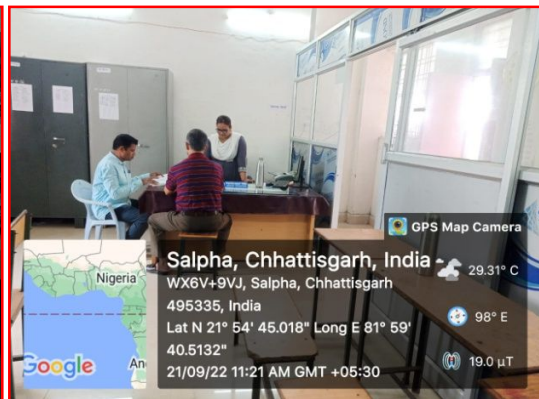 GPS Map Camera
Nigeria
An
Google
Salpha, Chhattisgarh, India
WX6V+9VJ, Salpha, Chhattisgarh
495335, India
Lat N 21° 54' 45.018" Long E 81° 59'
40.5132"
21/09/22 11:21 AM GMT +05:30
29.31° C
98° E
19.0 µT